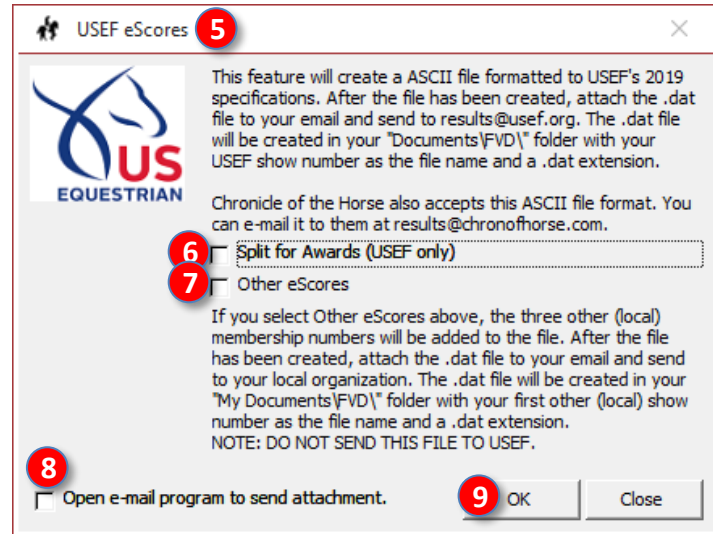 USEF eScores 5
US
EQUESTRIAN
This feature will create a ASCII file formatted to USEF's 2019
specifications. After the file has been created, attach the .dat
file to your email and send to results@usef.org. The .dat file
will be created in your "Documents\FVD\" folder with your
USEF show number as the file name and a .dat extension.
Chronicle of the Horse also accepts this ASCII file format. You
can e-mail it to them at results@chronofhorse.com.
6 Split for Awards (USEF only)
7 Other eScores
If you select Other eScores above, the three other (local)
membership numbers will be added to the file. After the file
has been created, attach the .dat file to your email and send
to your local organization. The .dat file will be created in your
"My Documents\FVD\" folder with your first other (local) show
number as the file name and a .dat extension.
NOTE: DO NOT SEND THIS FILE TO USEF.
8
Open e-mail program to send attachment. 9 OK Close